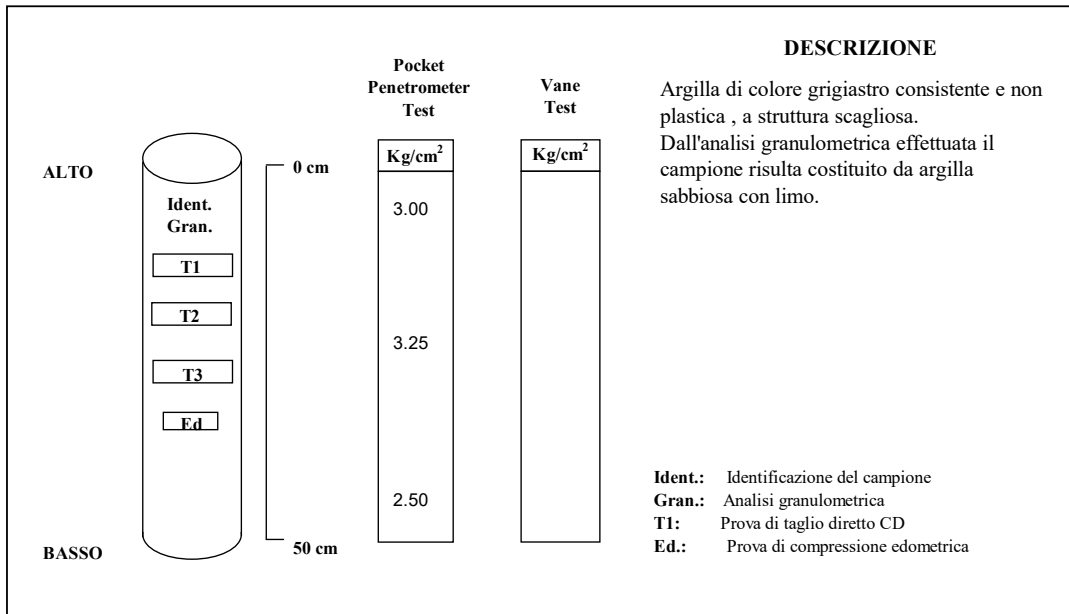 DESCRIZIONE
Argilla di colore grigiastro consistente e non
plastica , a struttura scagliosa.
Dall'analisi granulometrica effettuata il
campione risulta costituito da argilla
sabbiosa con limo.
Pocket
Penetrometer
Test
Vane
Test
Kg/cm²
Kg/cm²
ALTO
0 cm
Ident.
Gran.
3.00
T1
T2
3.25
T3
Ed
2.50
BASSO
50 cm
Ident.: Identificazione del campione
Gran.: Analisi granulometrica
T1: Prova di taglio diretto CD
Ed.: Prova di compressione edometrica